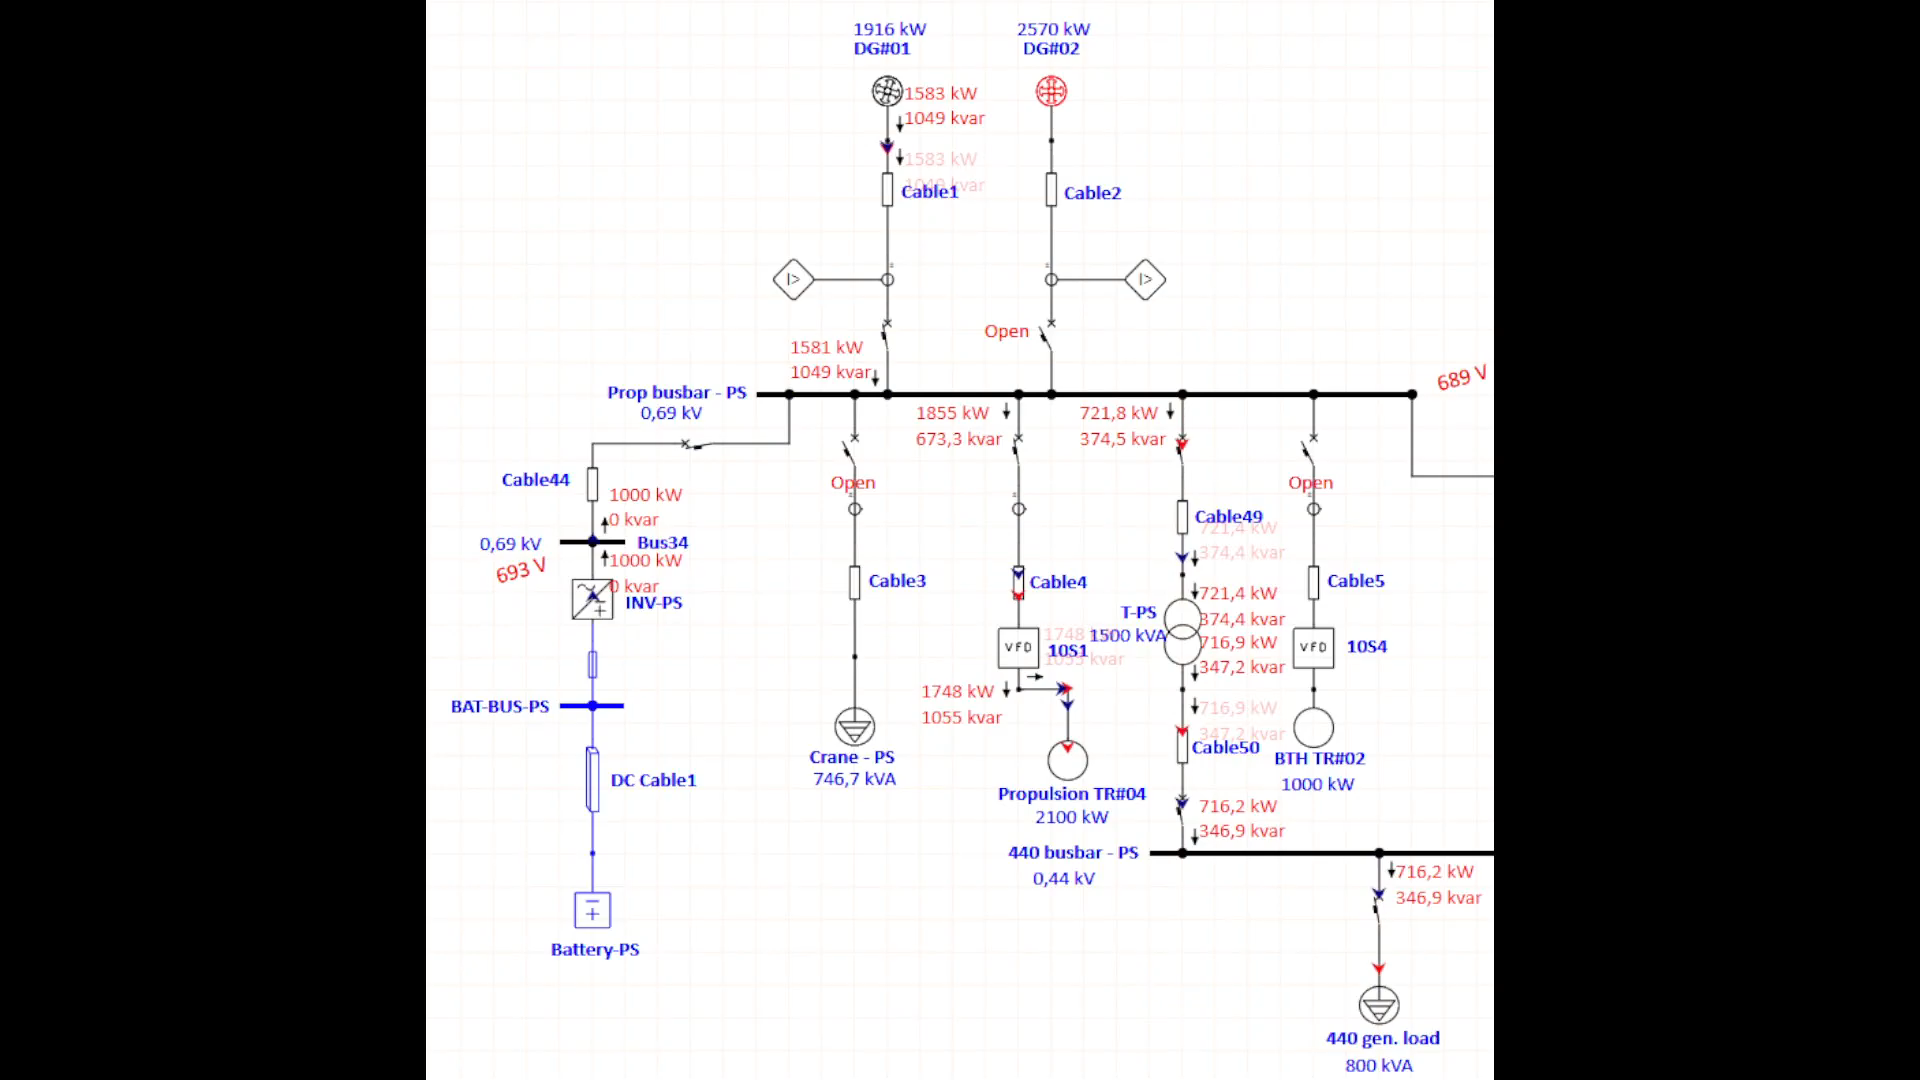 1916 kW
DG#01
2570 kW
DG#02
1583 kW
1049 kvar
1583 kW
1049 kvar
Cable1
Cable2
I>
I>
Open
1581 kW
1049 kvar
689 V
Prop busbar - PS
0,69 kV
1855 kW
673,3 kvar
721,8 kW
374,5 kvar
Cable44
Open
Open
1000 kW
0 kvar
Cable49
721,4 kW
374,4 kvar
0,69 kV
Bus34
693 V
1000 kW
0 kvar
INV-PS
Cable3
Cable4
Cable5
721,4 kW
374,4 kvar
T-PS
1500 kVA
716,9 kW
347,2 kvar
VFD
1748
1055 kvar
10S1
VFD
10S4
1748 kW
1055 kvar
BAT-BUS-PS
716,9 kW
347,2 kvar
Cable50
Crane - PS
746,7 kVA
BTH TR#02
1000 kW
DC Cable1
Propulsion TR#04
2100 kW
716,2 kW
346,9 kvar
440 busbar - PS
0,44 kV
716,2 kW
346,9 kvar
Battery-PS
440 gen. load
800 kVA